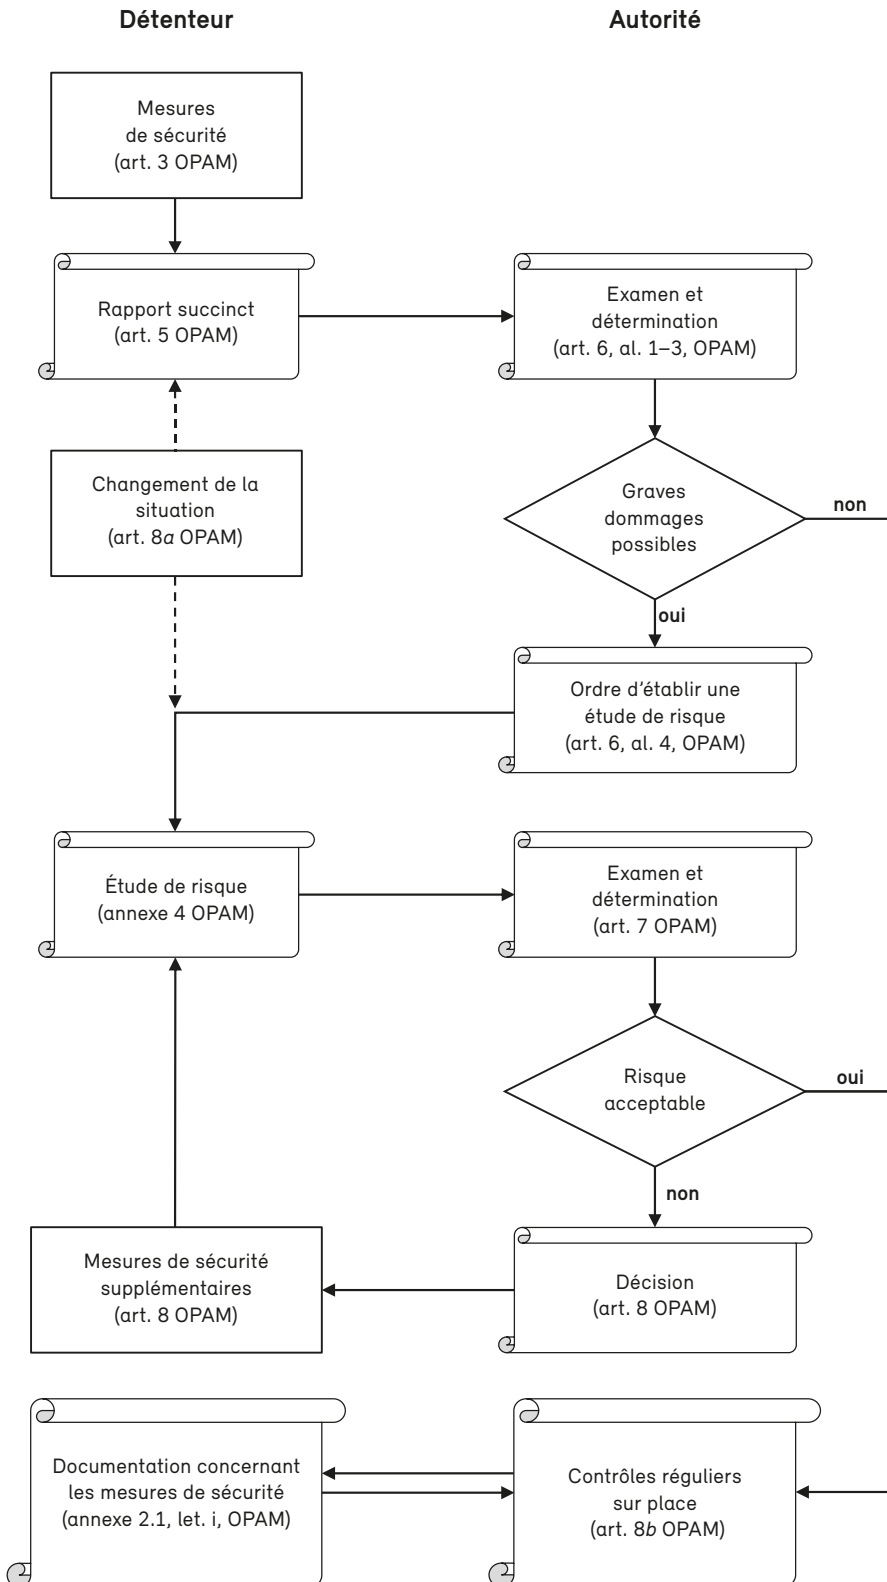 Détenteur
Autorité
Mesures
de sécurité
(art. 3 OPAM)
Rapport succinct
(art. 5 OPAM)
Examen et
détermination
(art. 6, al. 1–3, OPAM)
Changement de la
situation
(art. 8a OPAM)
Graves
dommages
possibles
non
oui
Ordre d’établir une
étude de risque
(art. 6, al. 4, OPAM)
Étude de risque
(annexe 4 OPAM)
Examen et
détermination
(art. 7 OPAM)
Risque
acceptable
oui
non
Mesures de sécurité
supplémentaires
(art. 8 OPAM)
Décision
(art. 8 OPAM)
Documentation concernant
les mesures de sécurité
(annexe 2.1, let. i, OPAM)
Contrôles réguliers
sur place
(art. 8b OPAM)